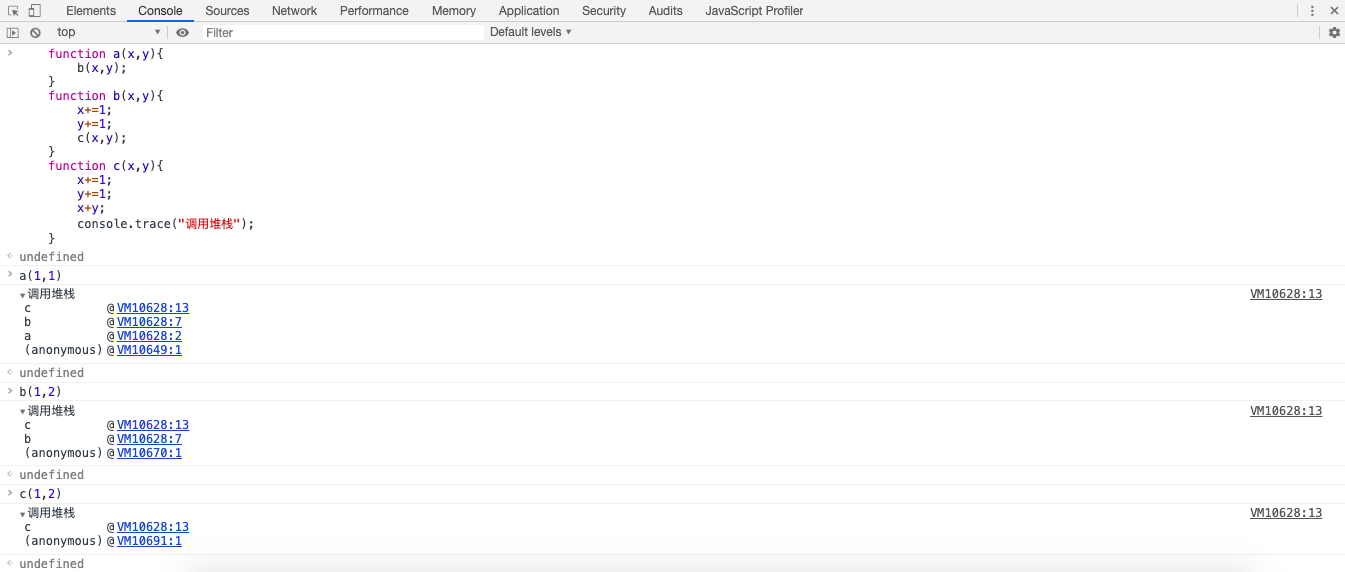 Elements Console Sources Network Performance Memory Application Security Audits JavaScript Profiler
top Filter Default levels
function a(x,y){
b(x,y);
}
function b(x,y){
x+=1;
y+=1;
c(x,y);
}
function c(x,y){
x+=1;
y+=1;
x+y;
console.trace("调用堆栈");
}
undefined
a(1,1)
调用堆栈 VM10628:13
c @ VM10628:13
b @ VM10628:7
a @ VM10628:2
(anonymous) @ VM10649:1
undefined
b(1,2)
调用堆栈 VM10628:13
c @ VM10628:13
b @ VM10628:7
(anonymous) @ VM10670:1
undefined
c(1,2)
调用堆栈 VM10628:13
c @ VM10628:13
(anonymous) @ VM10691:1
undefined